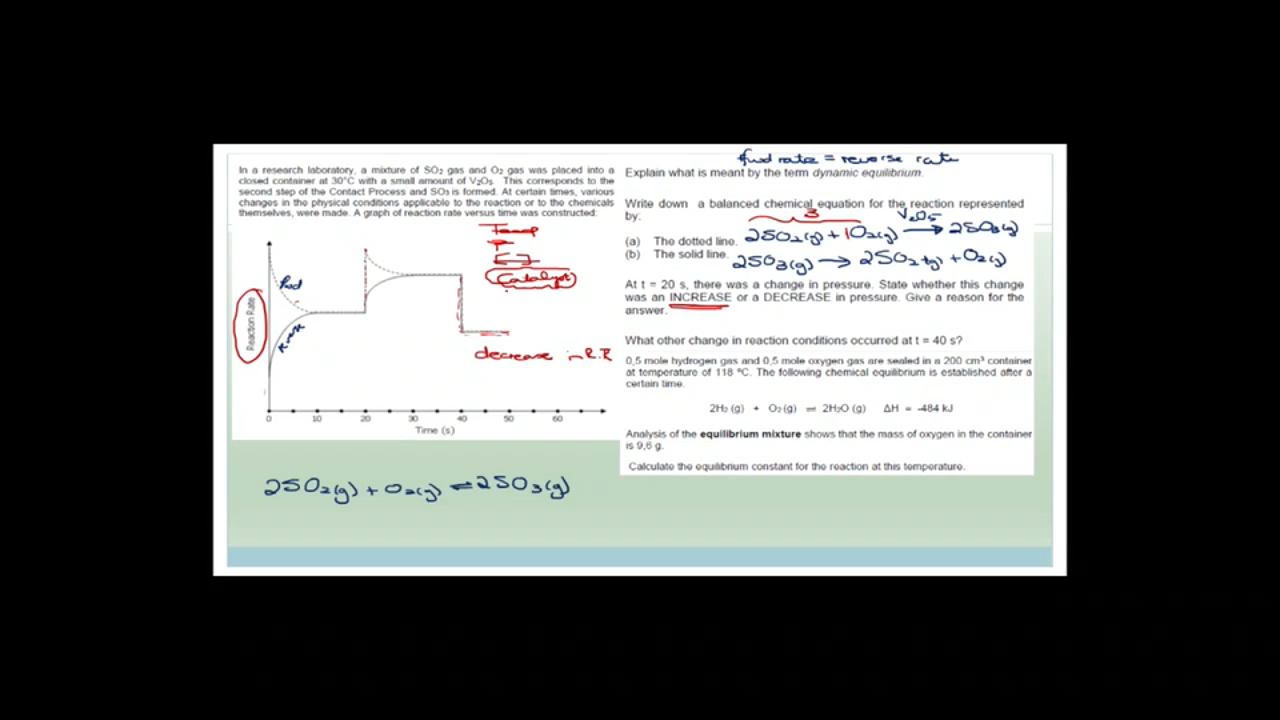 In a research laboratory, a mixture of SO₂ gas and O₂ gas was placed into a
closed container at 30°C with a small amount of V₂O₅. This corresponds to the
second step of the Contact Process and SO₃ is formed. At certain times, various
changes in the physical conditions applicable to the reaction or to the chemicals
themselves, were made. A graph of reaction rate versus time was constructed:
Temp
P
[ ]
Catalyst
fwd
reverse
Reaction Rate
decrease in R.R
0 10 20 30 40 50 60
Time (s)
2SO₂(g) + O₂(g) ⇌ 2SO₃(g)
fwd rate = reverse rate
Explain what is meant by the term dynamic equilibrium.
Write down a balanced chemical equation for the reaction represented
by:
3
V₂O₅
(a) The dotted line. 2SO₂(g) + 1O₂(g) → 2SO₃(g)
(b) The solid line. 2SO₃(g) → 2SO₂(g) + O₂(g)
At t = 20 s, there was a change in pressure. State whether this change
was an INCREASE or a DECREASE in pressure. Give a reason for the
answer.
What other change in reaction conditions occurred at t = 40 s?
0,5 mole hydrogen gas and 0,5 mole oxygen gas are sealed in a 200 cm³ container
at temperature of 118 °C. The following chemical equilibrium is established after a
certain time.
2H₂ (g) + O₂ (g) ⇌ 2H₂O (g) ΔH = -484 kJ
Analysis of the equilibrium mixture shows that the mass of oxygen in the container
is 9,6 g.
Calculate the equilibrium constant for the reaction at this temperature.